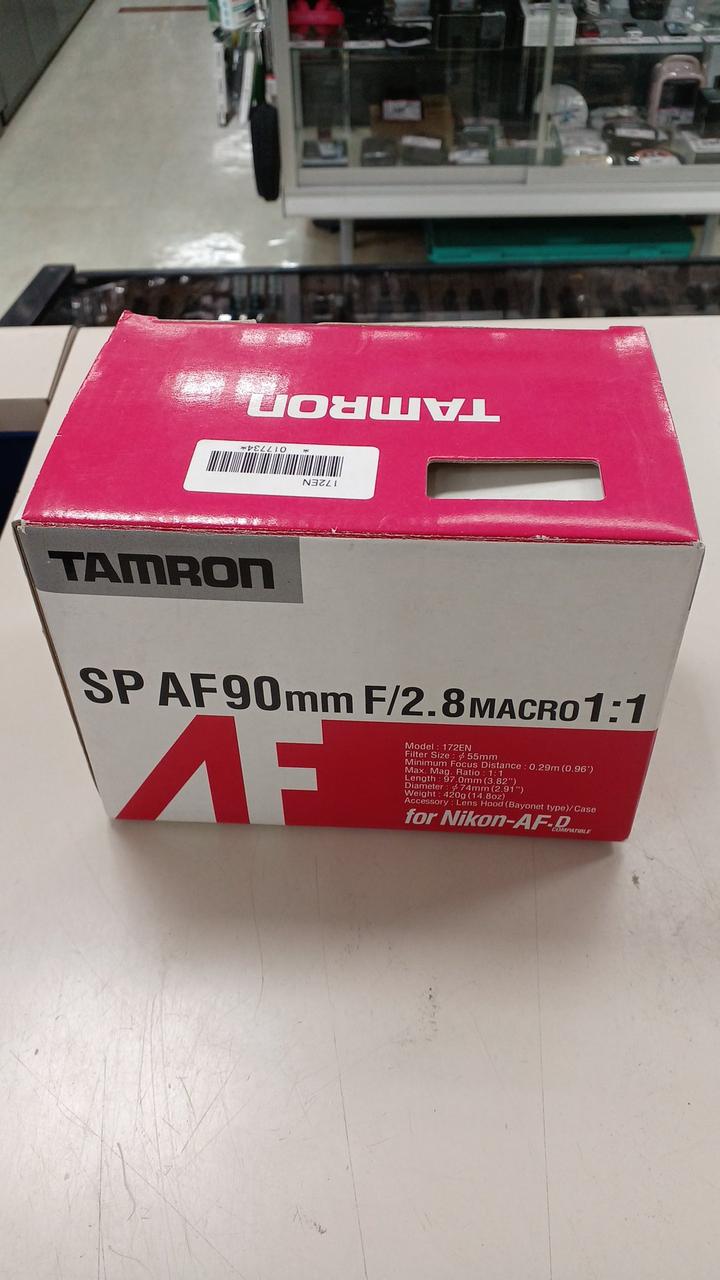 TAMRON
172EN
* 017734*
TAMRON
SP AF90mm F/2.8 MACRO 1:1
AF
Model : 172EN
Filter Size : ϕ55mm
Minimum Focus Distance : 0.29m (0.96')
Max. Mag. Ratio : 1:1
Length : 97.0mm (3.82")
Diameter : ϕ74mm (2.91")
Weight : 420g (14.8oz)
Accessory : Lens Hood (Bayonet type)/Case
for Nikon-AF-D
COMPATIBLE